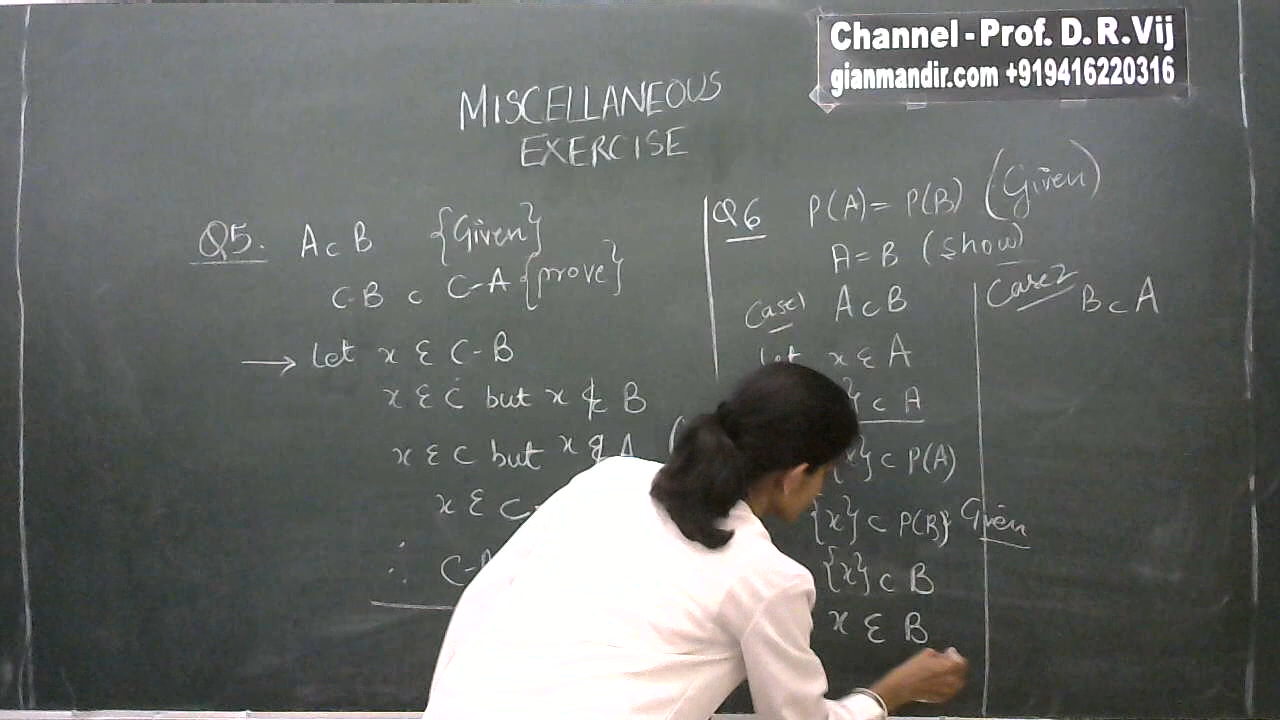 Channel - Prof. D. R. Vij
gianmandir.com +919416220316
MISCELLANEOUS
EXERCISE
Q5. A ⊂ B {Given}
C-B ⊂ C-A {prove}
→ Let x ∈ C-B
x ∈ C but x ⊄ B
x ∈ C but x ∉ A (
x ∈ C-
∴ C-B
Q6 P(A) = P(B) (Given)
A = B (show)
Case1 A ⊂ B
Let x ∈ A
} ⊂ A
{x} ⊂ P(A)
{x} ⊂ P(B) Given
{x} ⊂ B
x ∈ B
Case2 B ⊂ A